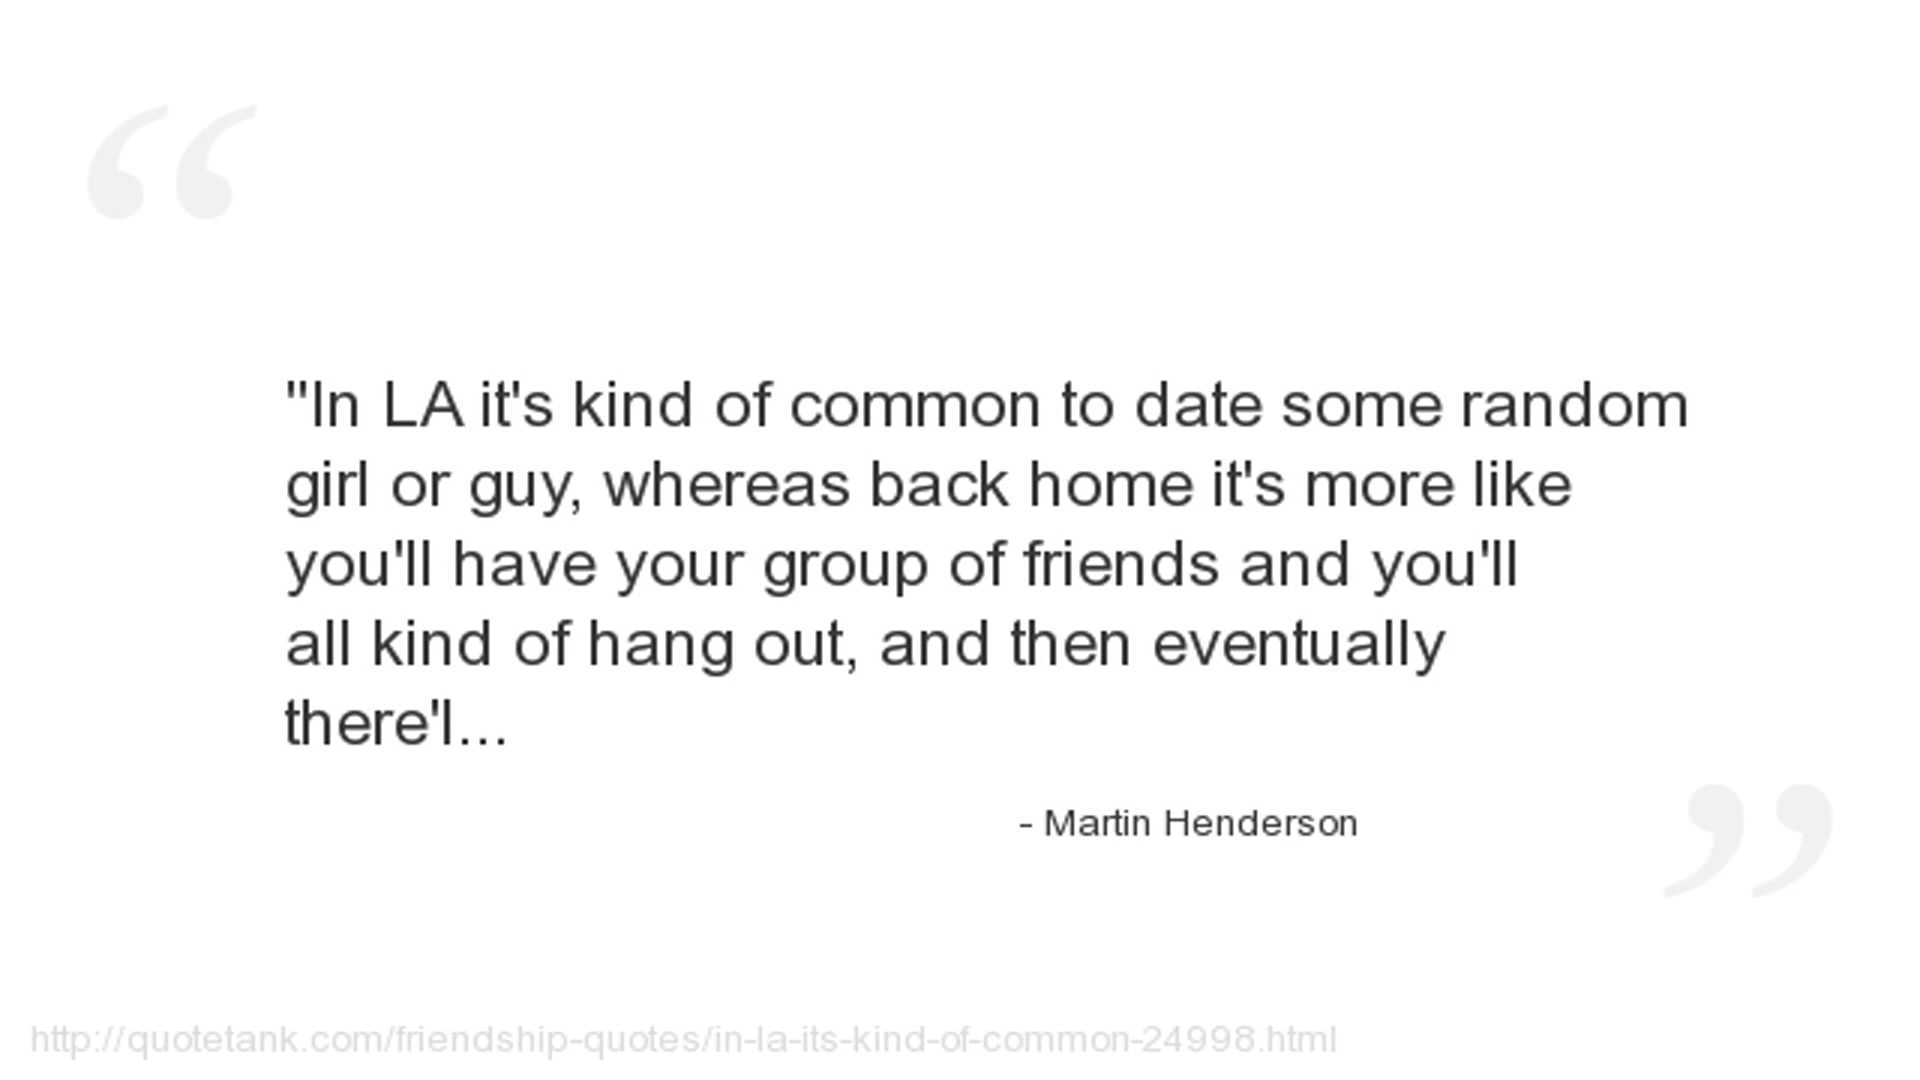 "In LA it's kind of common to date some random
girl or guy, whereas back home it's more like
you'll have your group of friends and you'll
all kind of hang out, and then eventually
there'l...
- Martin Henderson
http://quotetank.com/friendship-quotes/in-la-its-kind-of-common-24998.html